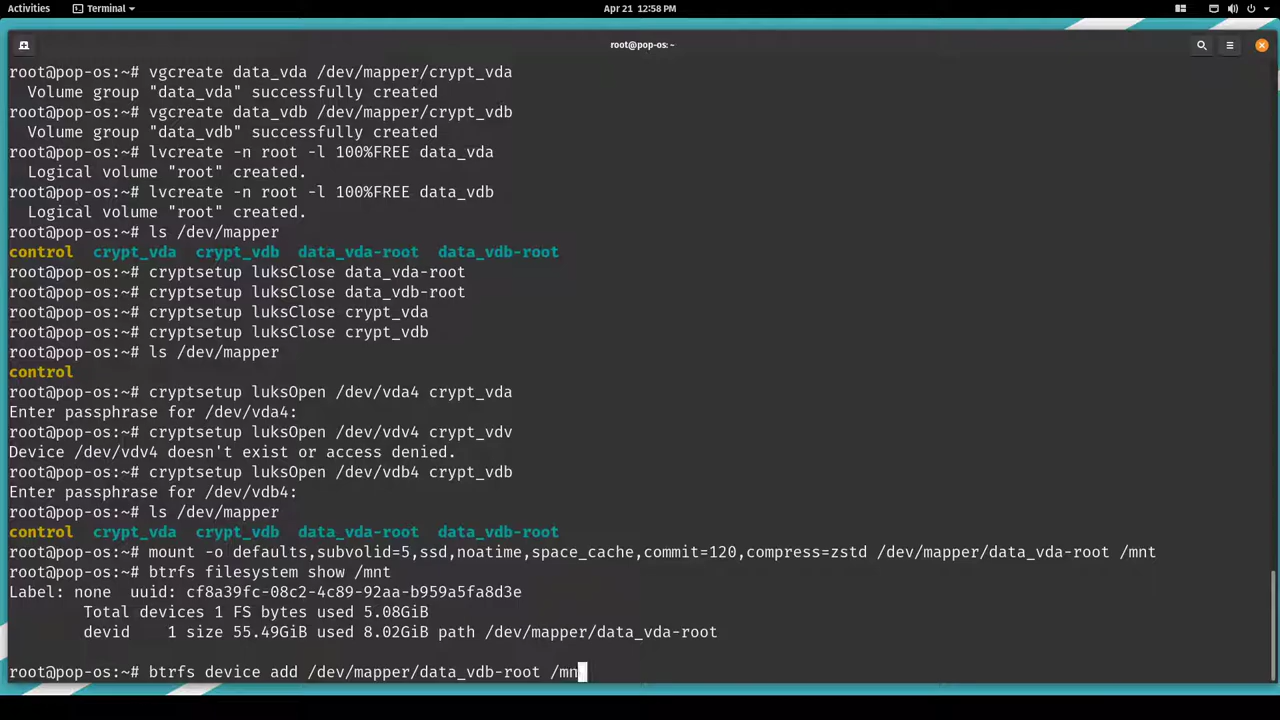 Activities
Terminal
Apr 21 12:58 PM
root@pop-os: ~
root@pop-os:~# vgcreate data_vda /dev/mapper/crypt_vda
  Volume group "data_vda" successfully created
root@pop-os:~# vgcreate data_vdb /dev/mapper/crypt_vdb
  Volume group "data_vdb" successfully created
root@pop-os:~# lvcreate -n root -l 100%FREE data_vda
  Logical volume "root" created.
root@pop-os:~# lvcreate -n root -l 100%FREE data_vdb
  Logical volume "root" created.
root@pop-os:~# ls /dev/mapper
control  crypt_vda  crypt_vdb  data_vda-root  data_vdb-root
root@pop-os:~# cryptsetup luksClose data_vda-root
root@pop-os:~# cryptsetup luksClose data_vdb-root
root@pop-os:~# cryptsetup luksClose crypt_vda
root@pop-os:~# cryptsetup luksClose crypt_vdb
root@pop-os:~# ls /dev/mapper
control
root@pop-os:~# cryptsetup luksOpen /dev/vda4 crypt_vda
Enter passphrase for /dev/vda4:
root@pop-os:~# cryptsetup luksOpen /dev/vdv4 crypt_vdv
Device /dev/vdv4 doesn't exist or access denied.
root@pop-os:~# cryptsetup luksOpen /dev/vdb4 crypt_vdb
Enter passphrase for /dev/vdb4:
root@pop-os:~# ls /dev/mapper
control  crypt_vda  crypt_vdb  data_vda-root  data_vdb-root
root@pop-os:~# mount -o defaults,subvolid=5,ssd,noatime,space_cache,commit=120,compress=zstd /dev/mapper/data_vda-root /mnt
root@pop-os:~# btrfs filesystem show /mnt
Label: none  uuid: cf8a39fc-08c2-4c89-92aa-b959a5fa8d3e
        Total devices 1 FS bytes used 5.08GiB
        devid    1 size 55.49GiB used 8.02GiB path /dev/mapper/data_vda-root
root@pop-os:~# btrfs device add /dev/mapper/data_vdb-root /mn